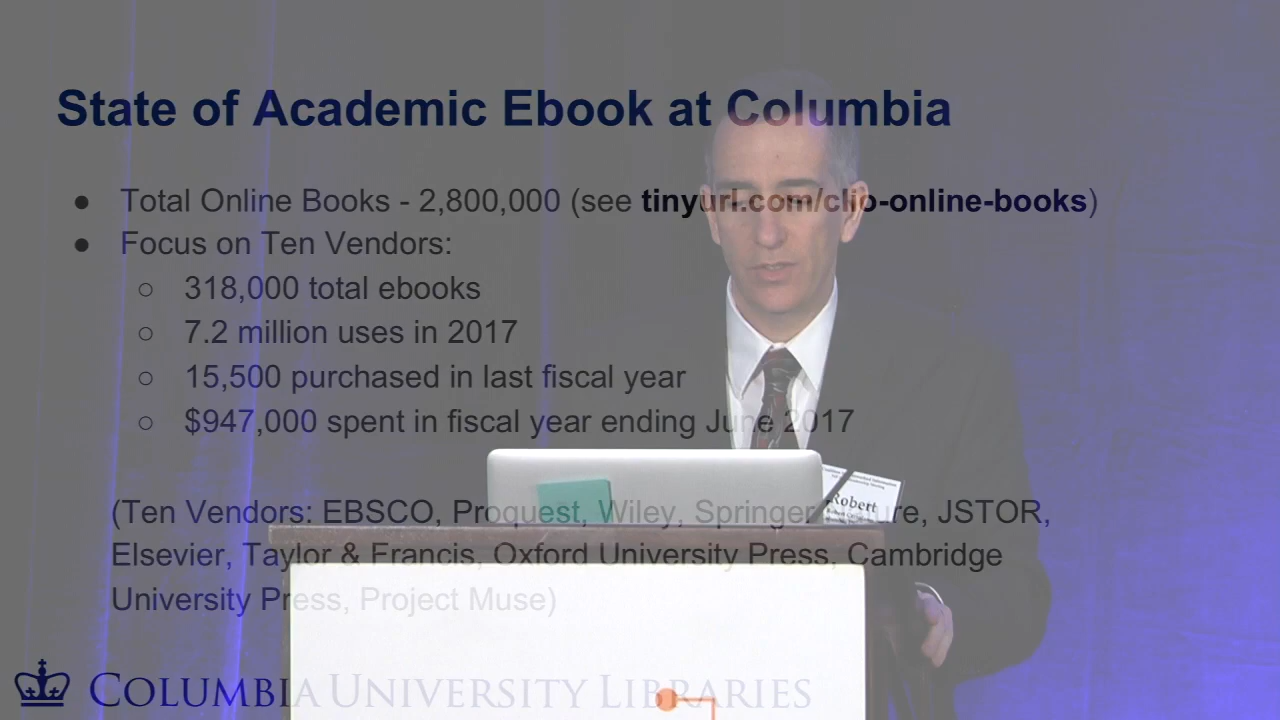 State of Academic Ebook at Columbia
● Total Online Books - 2,800,000 (see tinyurl.com/clio-online-books)
● Focus on Ten Vendors:
○ 318,000 total ebooks
○ 7.2 million uses in 2017
○ 15,500 purchased in last fiscal year
○ $947,000 spent in fiscal year ending June 2017
Robert
(Ten Vendors: EBSCO, Proquest, Wiley, Springer Nature, JSTOR,
Elsevier, Taylor & Francis, Oxford University Press, Cambridge
University Press, Project Muse)
COLUMBIA UNIVERSITY LIBRARIES